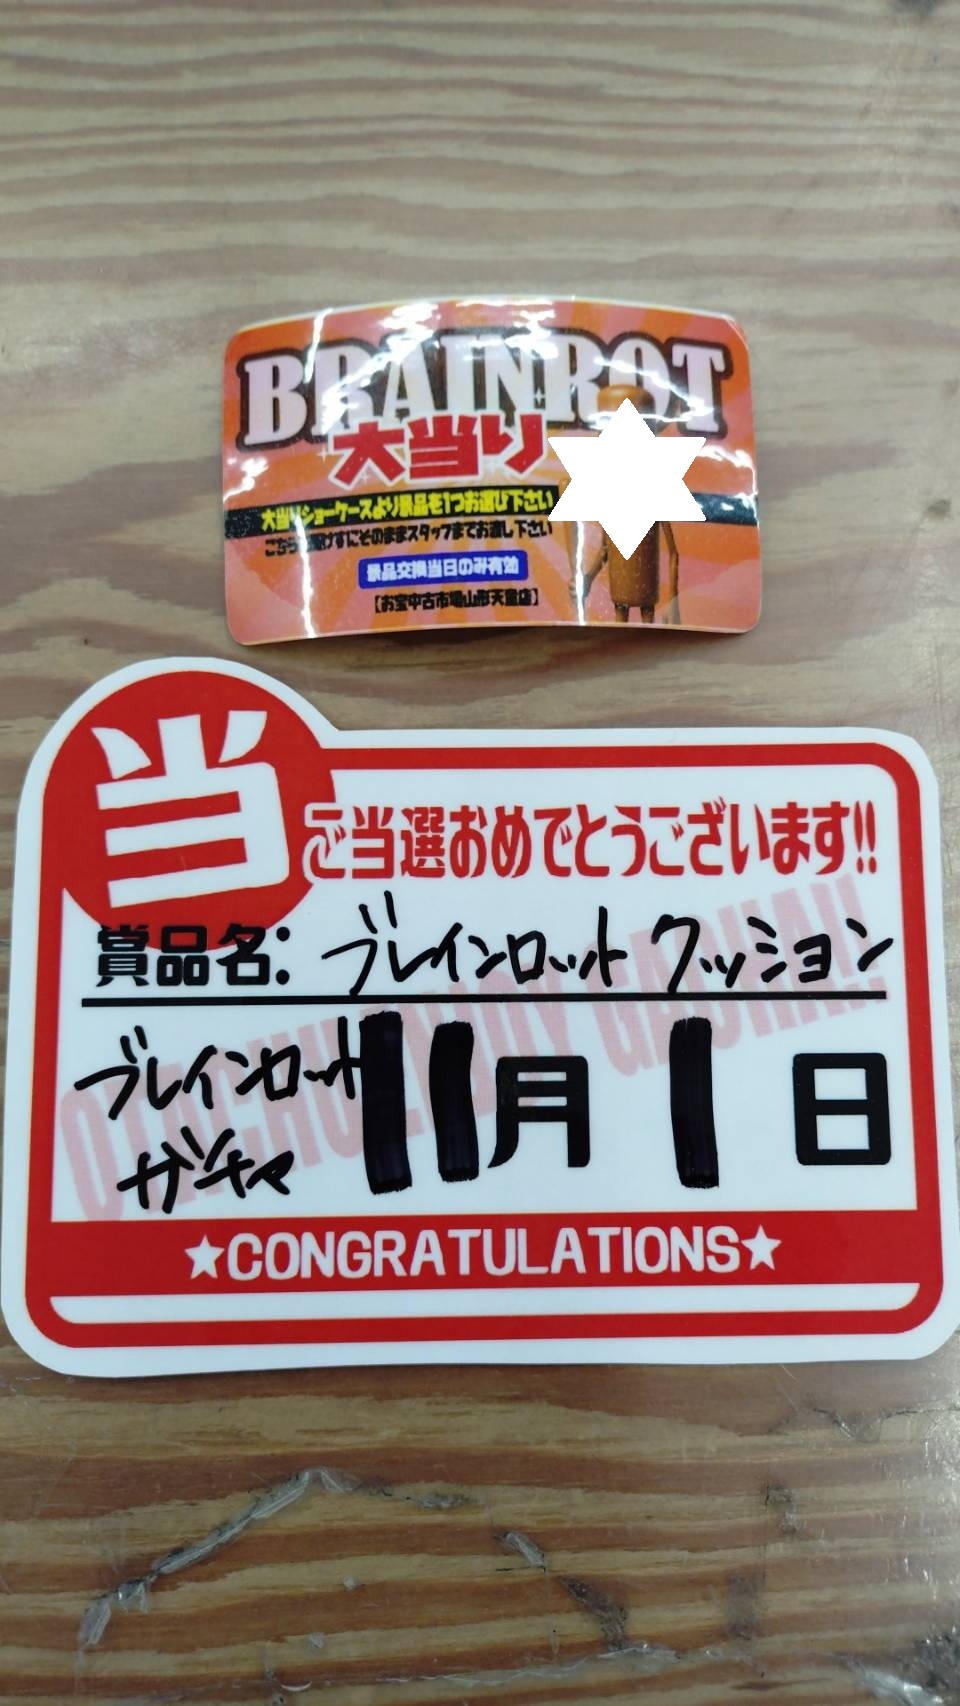 BRAINROT
大当り
大当りショーケースより景品を1つお選び下さい
こちらを開けずにそのままスタッフまでお渡し下さい
景品交換当日のみ有効
【お宝中古市場山形天童店】
当
ご当選おめでとうございます!!
賞品名: ブレインロット クッション
ブレインロット
ガチャ
11月1日
★CONGRATULATIONS★